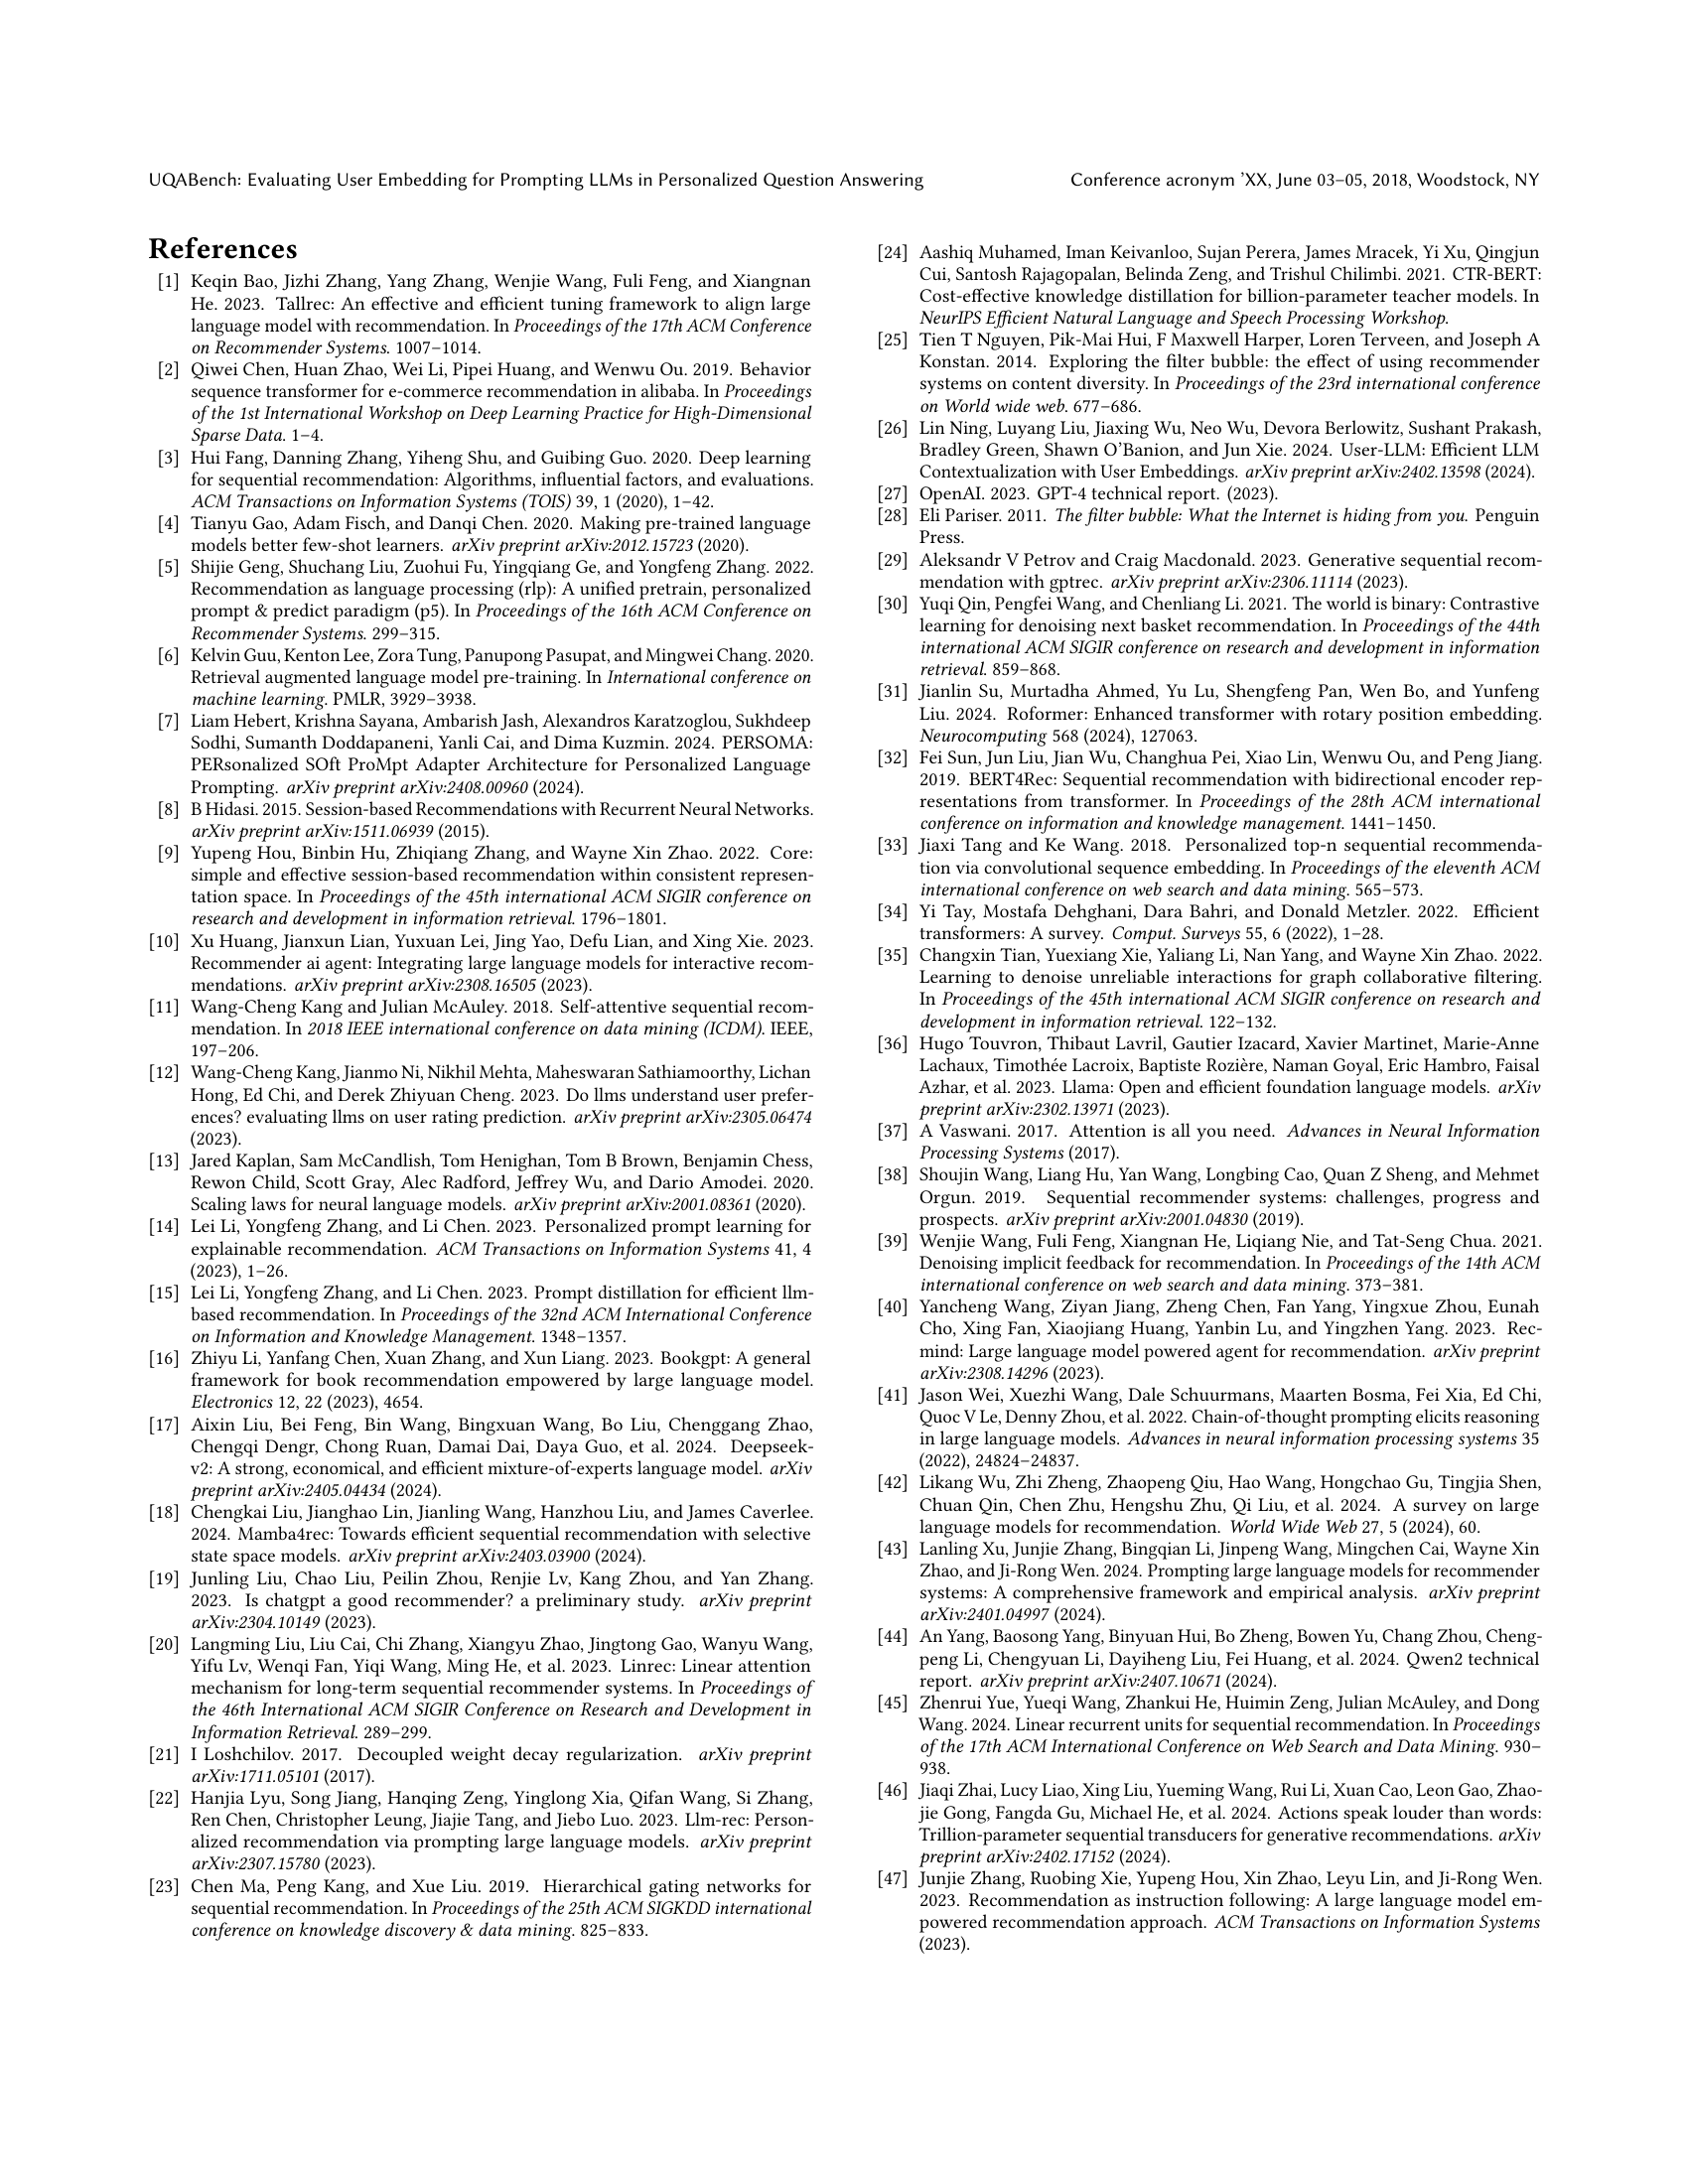 UQABench: Evaluating User Embedding for Prompting LLMs in Personalized Question Answering
Conference acronym 'XX, June 03–05, 2018, Woodstock, NY
References
[1] Keqin Bao, Jizhi Zhang, Yang Zhang, Wenjie Wang, Fuli Feng, and Xiangnan
He. 2023. Tallrec: An effective and efficient tuning framework to align large
language model with recommendation. In Proceedings of the 17th ACM Conference
on Recommender Systems. 1007–1014.
[2] Qiwei Chen, Huan Zhao, Wei Li, Pipei Huang, and Wenwu Ou. 2019. Behavior
sequence transformer for e-commerce recommendation in alibaba. In Proceedings
of the 1st International Workshop on Deep Learning Practice for High-Dimensional
Sparse Data. 1–4.
[3] Hui Fang, Danning Zhang, Yiheng Shu, and Guibing Guo. 2020. Deep learning
for sequential recommendation: Algorithms, influential factors, and evaluations.
ACM Transactions on Information Systems (TOIS) 39, 1 (2020), 1–42.
[4] Tianyu Gao, Adam Fisch, and Danqi Chen. 2020. Making pre-trained language
models better few-shot learners. arXiv preprint arXiv:2012.15723 (2020).
[5] Shijie Geng, Shuchang Liu, Zuohui Fu, Yingqiang Ge, and Yongfeng Zhang. 2022.
Recommendation as language processing (rlp): A unified pretrain, personalized
prompt & predict paradigm (p5). In Proceedings of the 16th ACM Conference on
Recommender Systems. 299–315.
[6] Kelvin Guu, Kenton Lee, Zora Tung, Panupong Pasupat, and Mingwei Chang. 2020.
Retrieval augmented language model pre-training. In International conference on
machine learning. PMLR, 3929–3938.
[7] Liam Hebert, Krishna Sayana, Ambarish Jash, Alexandros Karatzoglou, Sukhdeep
Sodhi, Sumanth Doddapaneni, Yanli Cai, and Dima Kuzmin. 2024. PERSOMA:
PERsonalized SOft ProMpt Adapter Architecture for Personalized Language
Prompting. arXiv preprint arXiv:2408.00960 (2024).
[8] B Hidasi. 2015. Session-based Recommendations with Recurrent Neural Networks.
arXiv preprint arXiv:1511.06939 (2015).
[9] Yupeng Hou, Binbin Hu, Zhiqiang Zhang, and Wayne Xin Zhao. 2022. Core:
simple and effective session-based recommendation within consistent represen-
tation space. In Proceedings of the 45th international ACM SIGIR conference on
research and development in information retrieval. 1796–1801.
[10] Xu Huang, Jianxun Lian, Yuxuan Lei, Jing Yao, Defu Lian, and Xing Xie. 2023.
Recommender ai agent: Integrating large language models for interactive recom-
mendations. arXiv preprint arXiv:2308.16505 (2023).
[11] Wang-Cheng Kang and Julian McAuley. 2018. Self-attentive sequential recom-
mendation. In 2018 IEEE international conference on data mining (ICDM). IEEE,
197–206.
[12] Wang-Cheng Kang, Jianmo Ni, Nikhil Mehta, Maheswaran Sathiamoorthy, Lichan
Hong, Ed Chi, and Derek Zhiyuan Cheng. 2023. Do llms understand user prefer-
ences? evaluating llms on user rating prediction. arXiv preprint arXiv:2305.06474
(2023).
[13] Jared Kaplan, Sam McCandlish, Tom Henighan, Tom B Brown, Benjamin Chess,
Rewon Child, Scott Gray, Alec Radford, Jeffrey Wu, and Dario Amodei. 2020.
Scaling laws for neural language models. arXiv preprint arXiv:2001.08361 (2020).
[14] Lei Li, Yongfeng Zhang, and Li Chen. 2023. Personalized prompt learning for
explainable recommendation. ACM Transactions on Information Systems 41, 4
(2023), 1–26.
[15] Lei Li, Yongfeng Zhang, and Li Chen. 2023. Prompt distillation for efficient llm-
based recommendation. In Proceedings of the 32nd ACM International Conference
on Information and Knowledge Management. 1348–1357.
[16] Zhiyu Li, Yanfang Chen, Xuan Zhang, and Xun Liang. 2023. Bookgpt: A general
framework for book recommendation empowered by large language model.
Electronics 12, 22 (2023), 4654.
[17] Aixin Liu, Bei Feng, Bin Wang, Bingxuan Wang, Bo Liu, Chenggang Zhao,
Chengqi Dengr, Chong Ruan, Damai Dai, Daya Guo, et al. 2024. Deepseek-
v2: A strong, economical, and efficient mixture-of-experts language model. arXiv
preprint arXiv:2405.04434 (2024).
[18] Chengkai Liu, Jianghao Lin, Jianling Wang, Hanzhou Liu, and James Caverlee.
2024. Mamba4rec: Towards efficient sequential recommendation with selective
state space models. arXiv preprint arXiv:2403.03900 (2024).
[19] Junling Liu, Chao Liu, Peilin Zhou, Renjie Lv, Kang Zhou, and Yan Zhang.
2023. Is chatgpt a good recommender? a preliminary study. arXiv preprint
arXiv:2304.10149 (2023).
[20] Langming Liu, Liu Cai, Chi Zhang, Xiangyu Zhao, Jingtong Gao, Wanyu Wang,
Yifu Lv, Wenqi Fan, Yiqi Wang, Ming He, et al. 2023. Linrec: Linear attention
mechanism for long-term sequential recommender systems. In Proceedings of
the 46th International ACM SIGIR Conference on Research and Development in
Information Retrieval. 289–299.
[21] I Loshchilov. 2017. Decoupled weight decay regularization. arXiv preprint
arXiv:1711.05101 (2017).
[22] Hanjia Lyu, Song Jiang, Hanqing Zeng, Yinglong Xia, Qifan Wang, Si Zhang,
Ren Chen, Christopher Leung, Jiajie Tang, and Jiebo Luo. 2023. Llm-rec: Person-
alized recommendation via prompting large language models. arXiv preprint
arXiv:2307.15780 (2023).
[23] Chen Ma, Peng Kang, and Xue Liu. 2019. Hierarchical gating networks for
sequential recommendation. In Proceedings of the 25th ACM SIGKDD international
conference on knowledge discovery & data mining. 825–833.
[24] Aashiq Muhamed, Iman Keivanloo, Sujan Perera, James Mracek, Yi Xu, Qingjun
Cui, Santosh Rajagopalan, Belinda Zeng, and Trishul Chilimbi. 2021. CTR-BERT:
Cost-effective knowledge distillation for billion-parameter teacher models. In
NeurIPS Efficient Natural Language and Speech Processing Workshop.
[25] Tien T Nguyen, Pik-Mai Hui, F Maxwell Harper, Loren Terveen, and Joseph A
Konstan. 2014. Exploring the filter bubble: the effect of using recommender
systems on content diversity. In Proceedings of the 23rd international conference
on World wide web. 677–686.
[26] Lin Ning, Luyang Liu, Jiaxing Wu, Neo Wu, Devora Berlowitz, Sushant Prakash,
Bradley Green, Shawn O'Banion, and Jun Xie. 2024. User-LLM: Efficient LLM
Contextualization with User Embeddings. arXiv preprint arXiv:2402.13598 (2024).
[27] OpenAI. 2023. GPT-4 technical report. (2023).
[28] Eli Pariser. 2011. The filter bubble: What the Internet is hiding from you. Penguin
Press.
[29] Aleksandr V Petrov and Craig Macdonald. 2023. Generative sequential recom-
mendation with gptrec. arXiv preprint arXiv:2306.11114 (2023).
[30] Yuqi Qin, Pengfei Wang, and Chenliang Li. 2021. The world is binary: Contrastive
learning for denoising next basket recommendation. In Proceedings of the 44th
international ACM SIGIR conference on research and development in information
retrieval. 859–868.
[31] Jianlin Su, Murtadha Ahmed, Yu Lu, Shengfeng Pan, Wen Bo, and Yunfeng
Liu. 2024. Roformer: Enhanced transformer with rotary position embedding.
Neurocomputing 568 (2024), 127063.
[32] Fei Sun, Jun Liu, Jian Wu, Changhua Pei, Xiao Lin, Wenwu Ou, and Peng Jiang.
2019. BERT4Rec: Sequential recommendation with bidirectional encoder rep-
resentations from transformer. In Proceedings of the 28th ACM international
conference on information and knowledge management. 1441–1450.
[33] Jiaxi Tang and Ke Wang. 2018. Personalized top-n sequential recommenda-
tion via convolutional sequence embedding. In Proceedings of the eleventh ACM
international conference on web search and data mining. 565–573.
[34] Yi Tay, Mostafa Dehghani, Dara Bahri, and Donald Metzler. 2022. Efficient
transformers: A survey. Comput. Surveys 55, 6 (2022), 1–28.
[35] Changxin Tian, Yuexiang Xie, Yaliang Li, Nan Yang, and Wayne Xin Zhao. 2022.
Learning to denoise unreliable interactions for graph collaborative filtering.
In Proceedings of the 45th international ACM SIGIR conference on research and
development in information retrieval. 122–132.
[36] Hugo Touvron, Thibaut Lavril, Gautier Izacard, Xavier Martinet, Marie-Anne
Lachaux, Timothée Lacroix, Baptiste Rozière, Naman Goyal, Eric Hambro, Faisal
Azhar, et al. 2023. Llama: Open and efficient foundation language models. arXiv
preprint arXiv:2302.13971 (2023).
[37] A Vaswani. 2017. Attention is all you need. Advances in Neural Information
Processing Systems (2017).
[38] Shoujin Wang, Liang Hu, Yan Wang, Longbing Cao, Quan Z Sheng, and Mehmet
Orgun. 2019. Sequential recommender systems: challenges, progress and
prospects. arXiv preprint arXiv:2001.04830 (2019).
[39] Wenjie Wang, Fuli Feng, Xiangnan He, Liqiang Nie, and Tat-Seng Chua. 2021.
Denoising implicit feedback for recommendation. In Proceedings of the 14th ACM
international conference on web search and data mining. 373–381.
[40] Yancheng Wang, Ziyan Jiang, Zheng Chen, Fan Yang, Yingxue Zhou, Eunah
Cho, Xing Fan, Xiaojiang Huang, Yanbin Lu, and Yingzhen Yang. 2023. Rec-
mind: Large language model powered agent for recommendation. arXiv preprint
arXiv:2308.14296 (2023).
[41] Jason Wei, Xuezhi Wang, Dale Schuurmans, Maarten Bosma, Fei Xia, Ed Chi,
Quoc V Le, Denny Zhou, et al. 2022. Chain-of-thought prompting elicits reasoning
in large language models. Advances in neural information processing systems 35
(2022), 24824–24837.
[42] Likang Wu, Zhi Zheng, Zhaopeng Qiu, Hao Wang, Hongchao Gu, Tingjia Shen,
Chuan Qin, Chen Zhu, Hengshu Zhu, Qi Liu, et al. 2024. A survey on large
language models for recommendation. World Wide Web 27, 5 (2024), 60.
[43] Lanling Xu, Junjie Zhang, Bingqian Li, Jinpeng Wang, Mingchen Cai, Wayne Xin
Zhao, and Ji-Rong Wen. 2024. Prompting large language models for recommender
systems: A comprehensive framework and empirical analysis. arXiv preprint
arXiv:2401.04997 (2024).
[44] An Yang, Baosong Yang, Binyuan Hui, Bo Zheng, Bowen Yu, Chang Zhou, Cheng-
peng Li, Chengyuan Li, Dayiheng Liu, Fei Huang, et al. 2024. Qwen2 technical
report. arXiv preprint arXiv:2407.10671 (2024).
[45] Zhenrui Yue, Yueqi Wang, Zhankui He, Huimin Zeng, Julian McAuley, and Dong
Wang. 2024. Linear recurrent units for sequential recommendation. In Proceedings
of the 17th ACM International Conference on Web Search and Data Mining. 930–
938.
[46] Jiaqi Zhai, Lucy Liao, Xing Liu, Yueming Wang, Rui Li, Xuan Cao, Leon Gao, Zhao-
jie Gong, Fangda Gu, Michael He, et al. 2024. Actions speak louder than words:
Trillion-parameter sequential transducers for generative recommendations. arXiv
preprint arXiv:2402.17152 (2024).
[47] Junjie Zhang, Ruobing Xie, Yupeng Hou, Xin Zhao, Leyu Lin, and Ji-Rong Wen.
2023. Recommendation as instruction following: A large language model em-
powered recommendation approach. ACM Transactions on Information Systems
(2023).